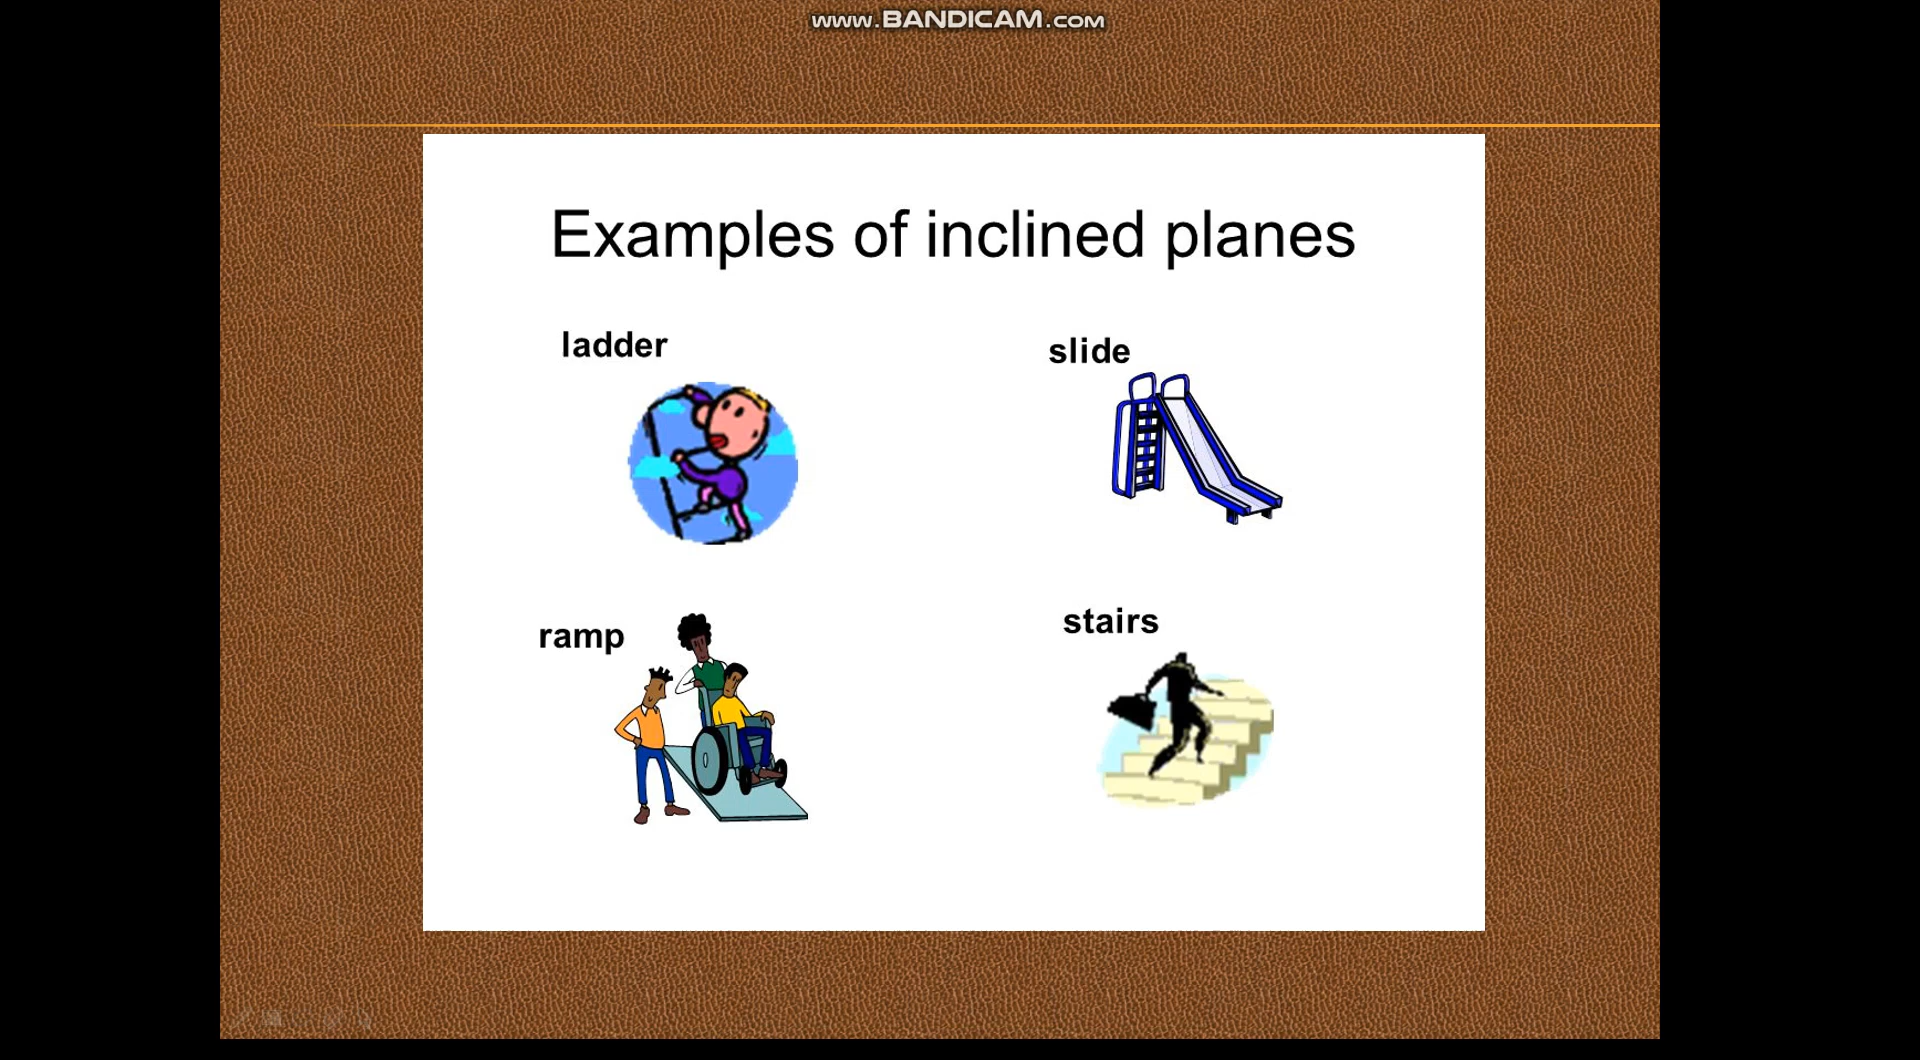 www.BANDICAM.com
Examples of inclined planes
ladder
slide
ramp
stairs